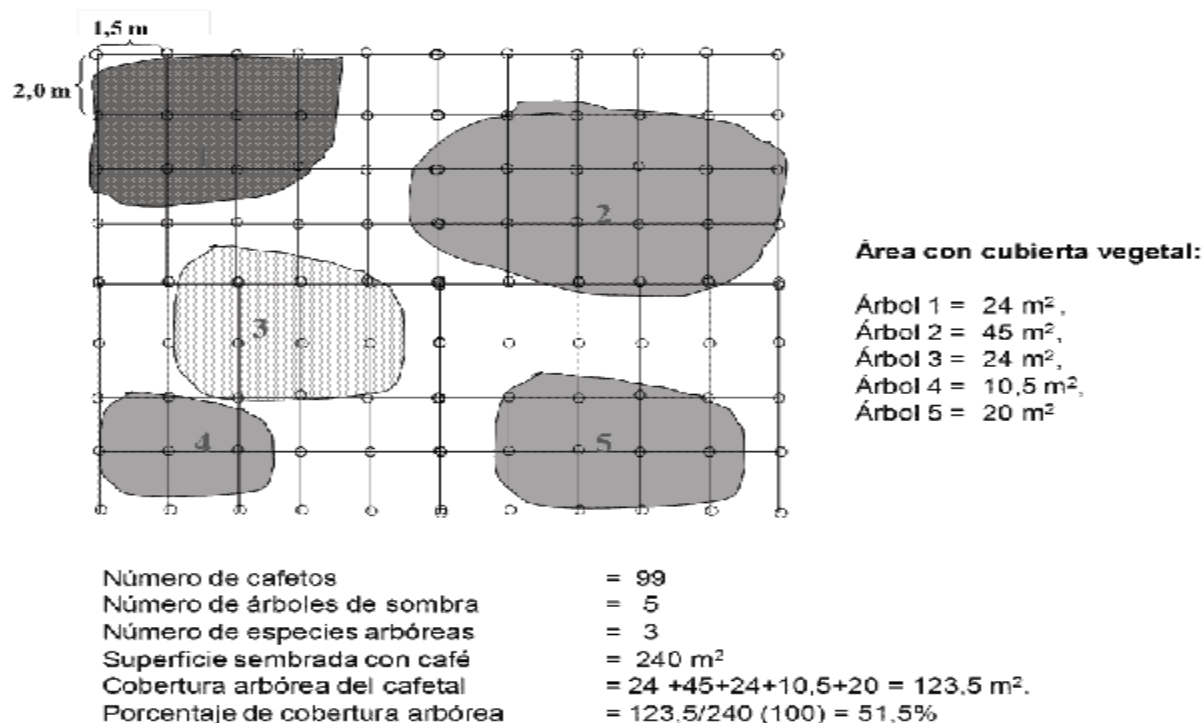 1,5 m
2,0 m
1
2
3
4
5
Área con cubierta vegetal:
Árbol 1 = 24 m²,
Árbol 2 = 45 m²,
Árbol 3 = 24 m²,
Árbol 4 = 10,5 m²,
Árbol 5 = 20 m²
Número de cafetos = 99
Número de árboles de sombra = 5
Número de especies arbóreas = 3
Superficie sembrada con café = 240 m²
Cobertura arbórea del cafetal = 24 +45+24+10,5+20 = 123,5 m².
Porcentaje de cobertura arbórea = 123,5/240 (100) = 51,5%